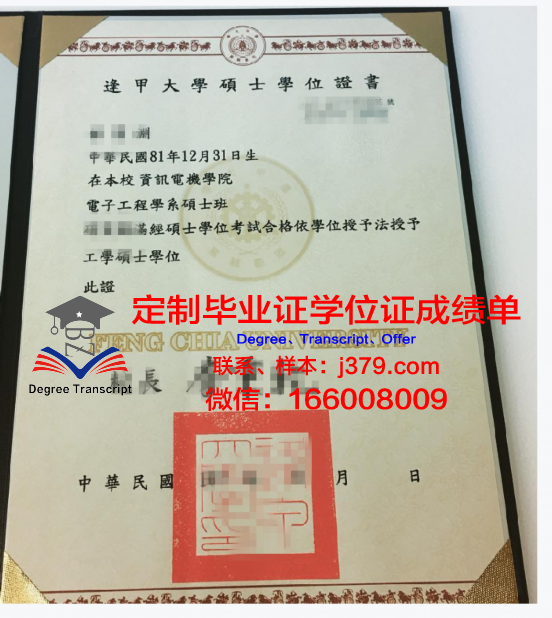 逢甲大學碩士學位證書
號
中華民國81年12月31日生
在本校 資訊電機學院
電子工程學系碩士班
經碩士學位考試合格依學位授予法授予
工學碩士學位
此證
定制毕业证学位证成绩单
FENG CHIA UNIVERSITY
Degree、Transcript、Offer
联系、样本：j379.com
Degree Transcript
長
微信：166008009
中華民國 月 日